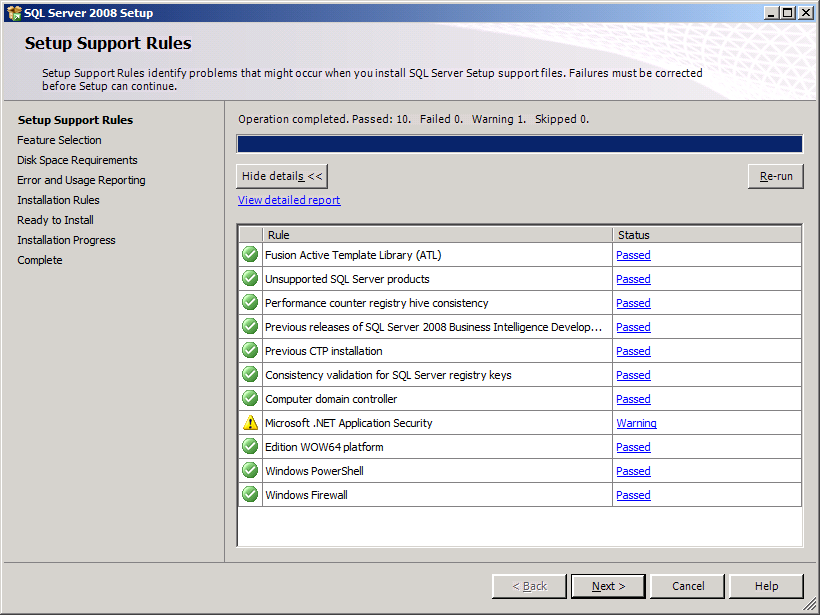 SQL Server 2008 Setup
Setup Support Rules
Setup Support Rules identify problems that might occur when you install SQL Server Setup support files. Failures must be corrected
before Setup can continue.
Setup Support Rules
Feature Selection
Disk Space Requirements
Error and Usage Reporting
Installation Rules
Ready to Install
Installation Progress
Complete
Operation completed. Passed: 10. Failed 0. Warning 1. Skipped 0.
Hide details <<
Re-run
View detailed report
Rule Status
Fusion Active Template Library (ATL) Passed
Unsupported SQL Server products Passed
Performance counter registry hive consistency Passed
Previous releases of SQL Server 2008 Business Intelligence Develop... Passed
Previous CTP installation Passed
Consistency validation for SQL Server registry keys Passed
Computer domain controller Passed
Microsoft .NET Application Security Warning
Edition WOW64 platform Passed
Windows PowerShell Passed
Windows Firewall Passed
< Back Next > Cancel Help